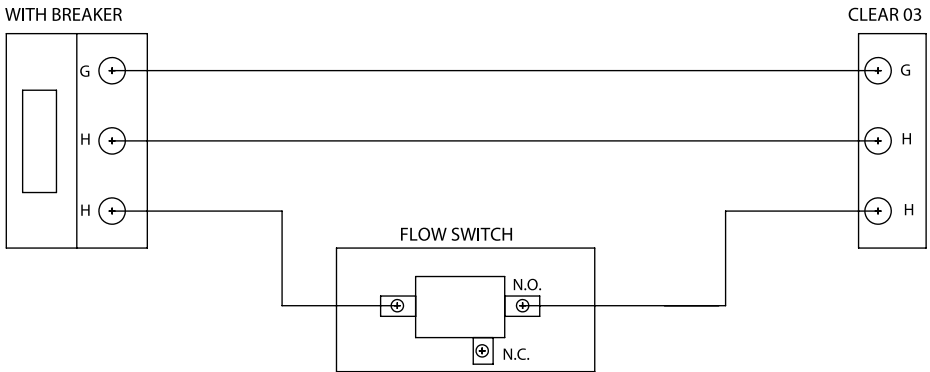 WITH BREAKER
CLEAR 03
G
G
H
H
H
H
FLOW SWITCH
N.O.
N.C.